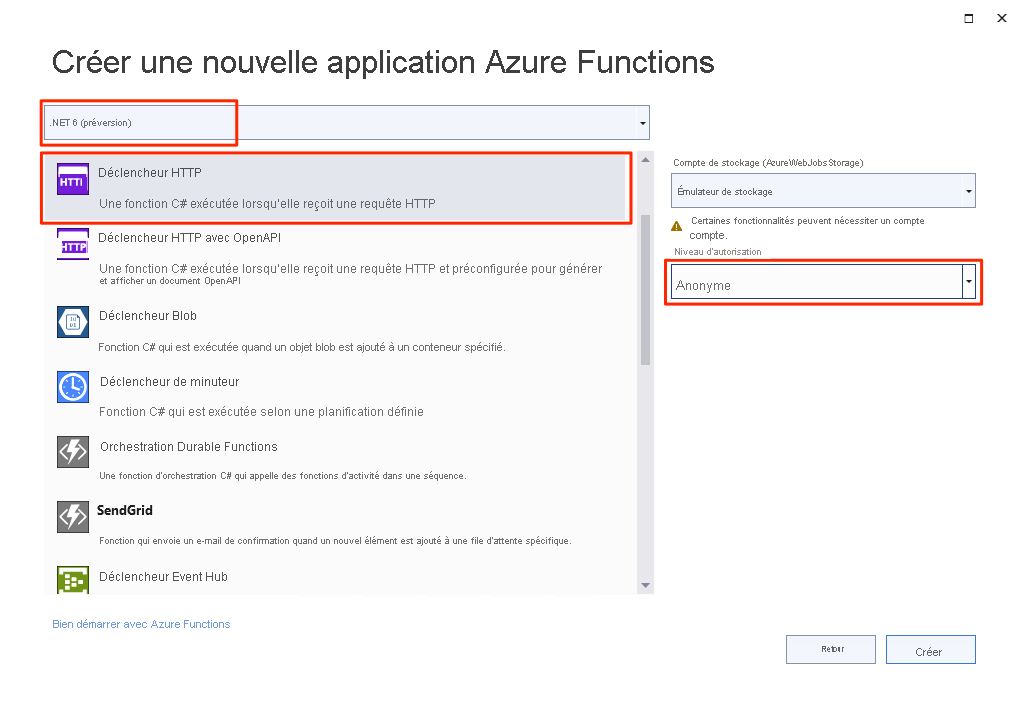 Créer une nouvelle application Azure Functions
.NET 6 (préversion)
HTTI
Déclencheur HTTP
Une fonction C# exécutée lorsqu'elle reçoit une requête HTTP
HTTP
Déclencheur HTTP avec OpenAPI
Une fonction C# exécutée lorsqu'elle reçoit une requête HTTP et préconfigurée pour générer
et afficher un document OpenAPI
Déclencheur Blob
Fonction C# qui est exécutée quand un objet blob est ajouté à un conteneur spécifié.
Déclencheur de minuteur
Fonction C# qui est exécutée selon une planification définie
Orchestration Durable Functions
Une fonction d'orchestration C# qui appelle des fonctions d'activité dans une séquence.
SendGrid
Fonction qui envoie un e-mail de confirmation quand un nouvel élément est ajouté à une file d'attente spécifique.
Déclencheur Event Hub
Compte de stockage (AzureWebJobsStorage)
Émulateur de stockage
Certaines fonctionnalités peuvent nécessiter un compte
compte.
Niveau d'autorisation
Anonyme
Bien démarrer avec Azure Functions
Retour
Créer